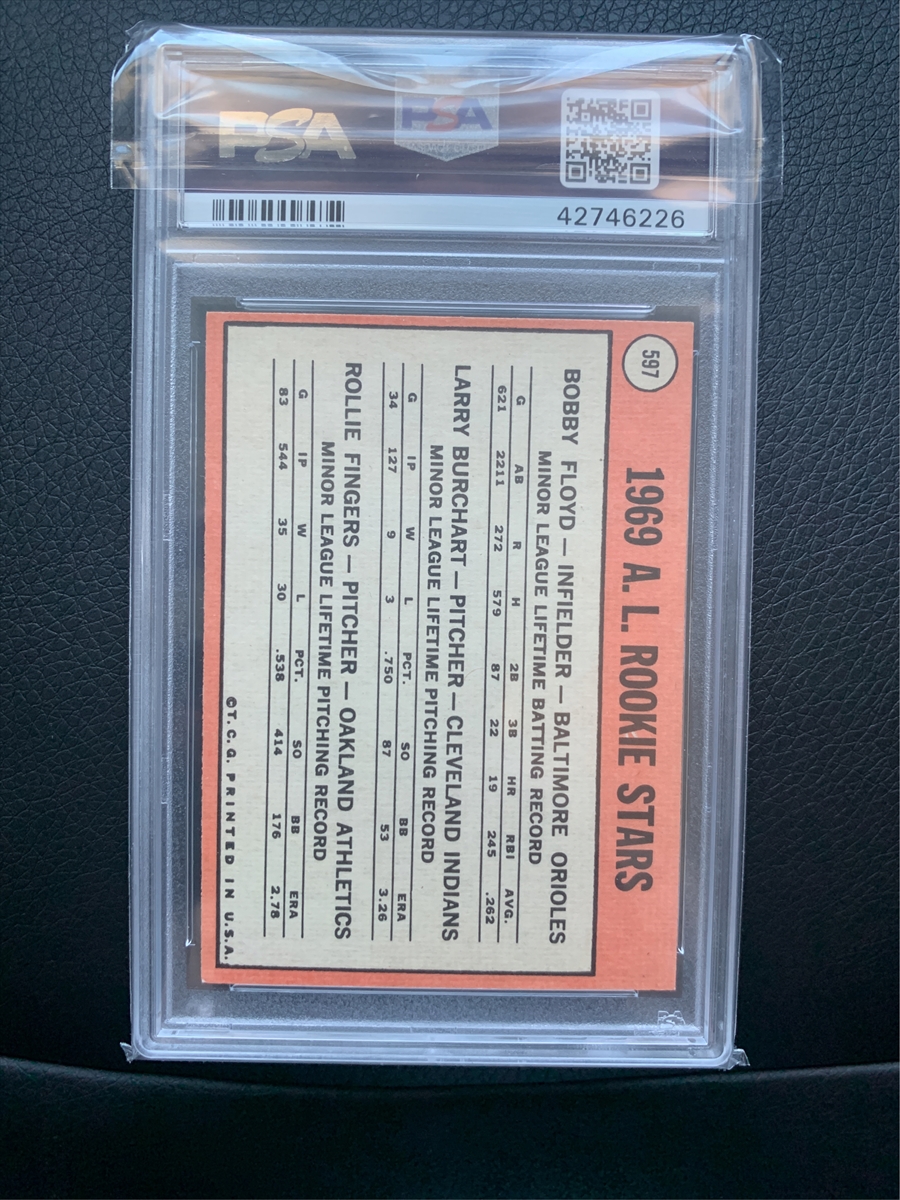 PSA
PSA
42746226
597
1969 A. L. ROOKIE STARS
BOBBY FLOYD — INFIELDER — BALTIMORE ORIOLES
MINOR LEAGUE LIFETIME BATTING RECORD
G AB R H 2B 3B HR RBI AVG.
621 2211 272 579 87 22 19 245 .262
LARRY BURCHART — PITCHER — CLEVELAND INDIANS
MINOR LEAGUE LIFETIME PITCHING RECORD
G IP W L PCT. SO BB ERA
34 127 9 3 .750 87 53 3.26
ROLLIE FINGERS — PITCHER — OAKLAND ATHLETICS
MINOR LEAGUE LIFETIME PITCHING RECORD
G IP W L PCT. SO BB ERA
83 544 35 30 .538 414 176 2.78
©T.C.G. PRINTED IN U.S.A.